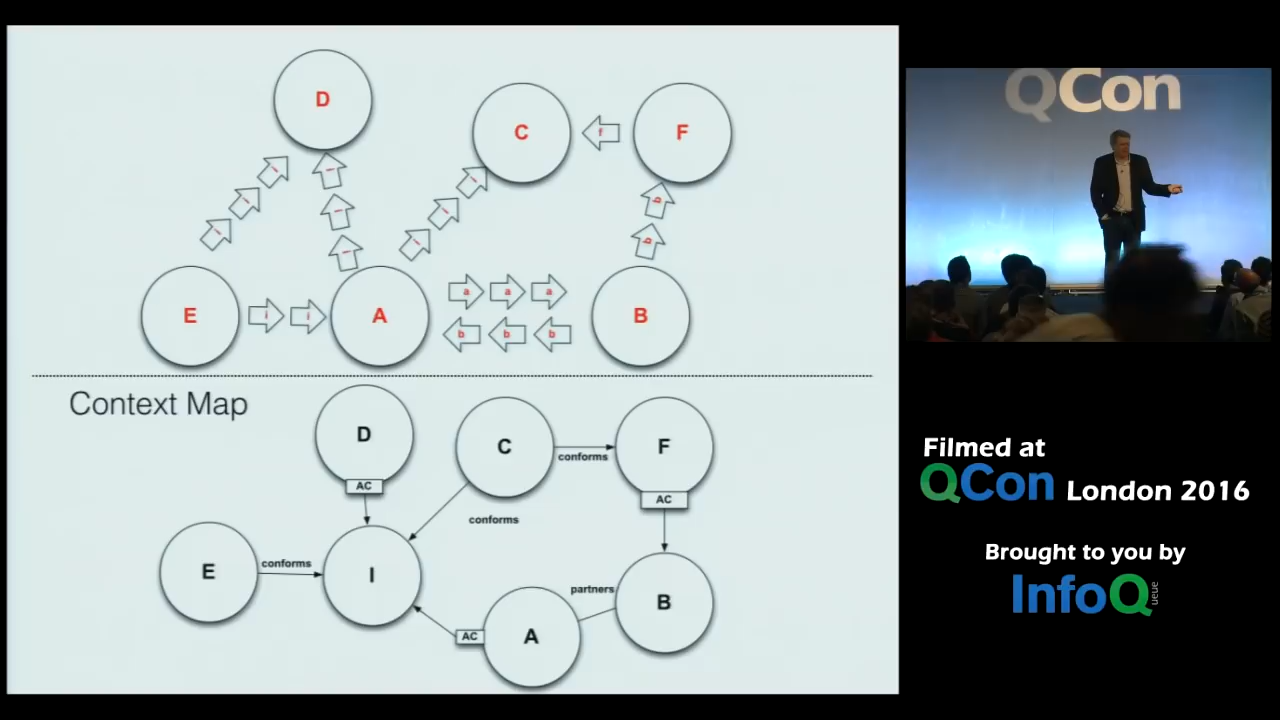 D
C
f
F
i i i
i i i
i i i
b
b
E
i i
A
a a a
b b b
B
Context Map
D
AC
C
conforms
F
AC
conforms
E
conforms
I
partners
B
AC
A
QCon
Filmed at
QCon London 2016
Brought to you by
InfoQ
ueue